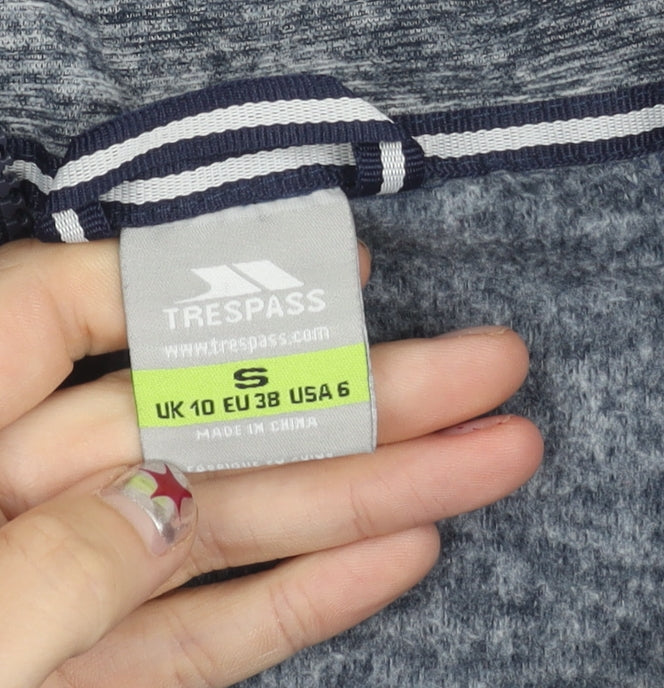 TRESPASS
www.trespass.com
S
UK 10 EU 38 USA 6
MADE IN CHINA